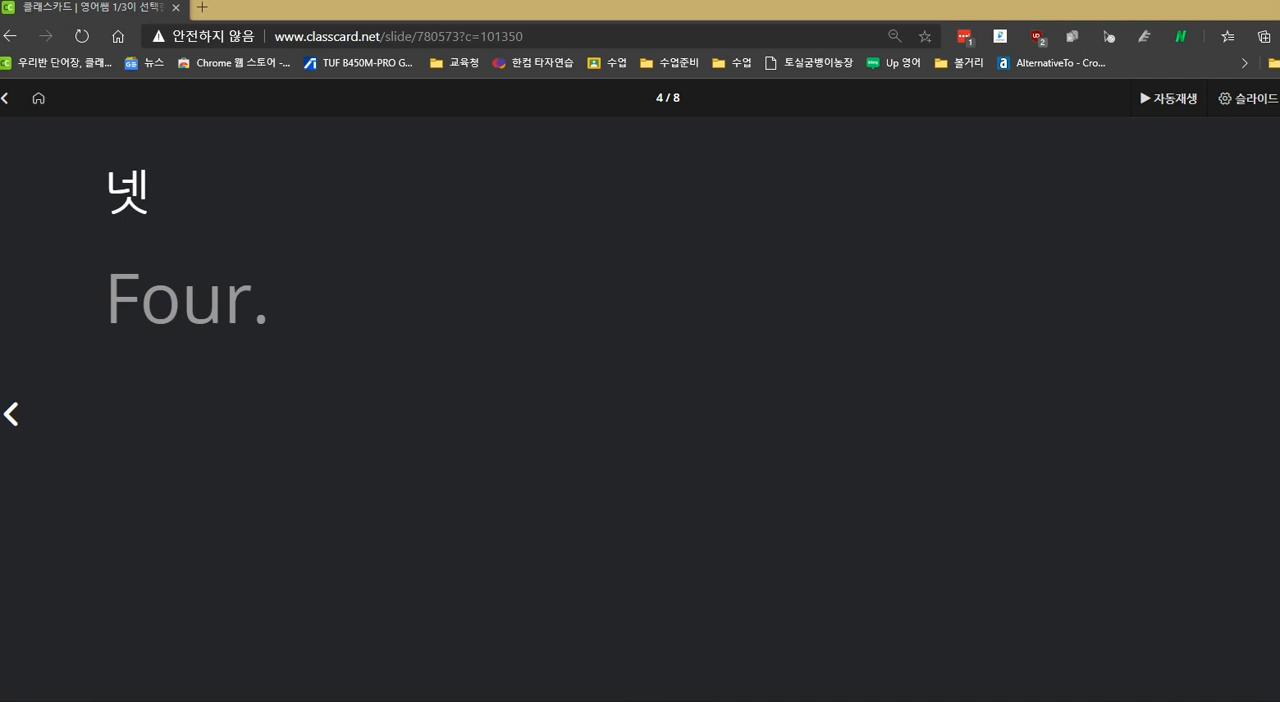 클래스카드 | 영어쌤 1/3이 선택
안전하지 않음 www.classcard.net/slide/780573?c=101350
우리반 단어장, 클래... 뉴스 Chrome 웹 스토어 -... TUF B450M-PRO G... 교육청 한컴 타자연습 수업 수업준비 수업 토실굼벵이농장 Up 영어 볼거리 AlternativeTo - Cro...
4 / 8 자동재생 슬라이드
넷
Four.